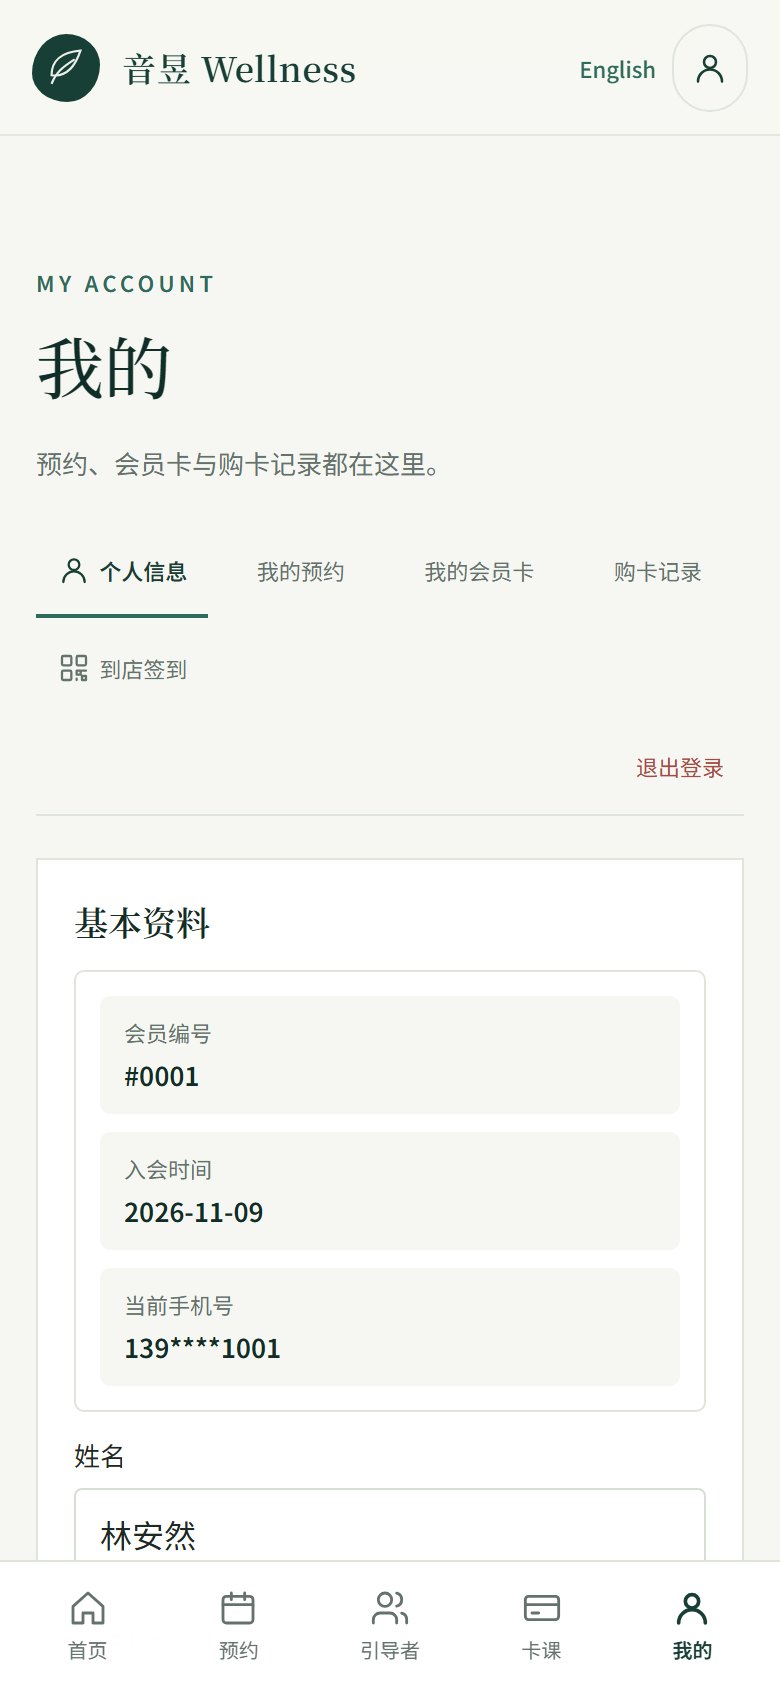 音昱 Wellness
English
MY ACCOUNT
我的
预约、会员卡与购卡记录都在这里。
个人信息 我的预约 我的会员卡 购卡记录
到店签到
退出登录
基本资料
会员编号
#0001
入会时间
2026-11-09
当前手机号
139****1001
姓名
林安然
首页 预约 引导者 卡课 我的